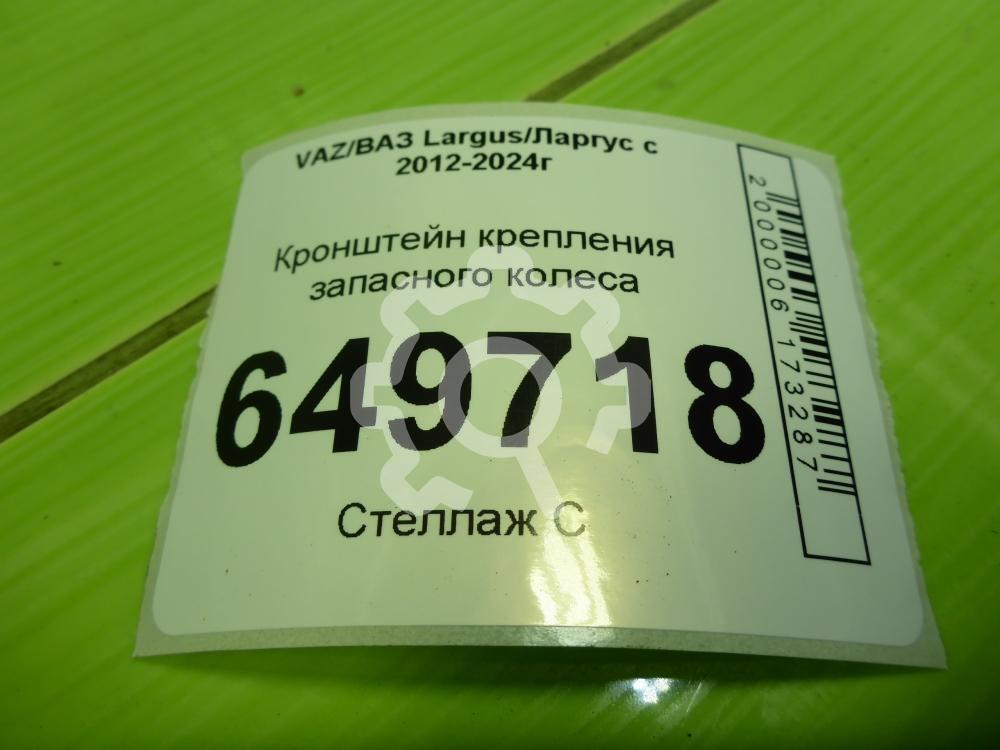 VAZ/ВАЗ Largus/Ларгус с
2012-2024г
Кронштейн крепления
запасного колеса
649718
Стеллаж С
2000006173287